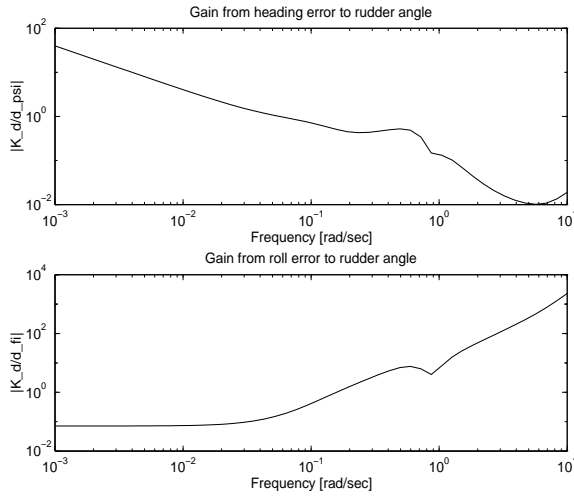 Gain from heading error to rudder angle
10^2
10^0
10^−2
|K_d/d_psi|
10^−3 10^−2 10^−1 10^0 10^1
Frequency [rad/sec]
Gain from roll error to rudder angle
10^4
10^2
10^0
10^−2
|K_d/d_fi|
10^−3 10^−2 10^−1 10^0 10^1
Frequency [rad/sec]